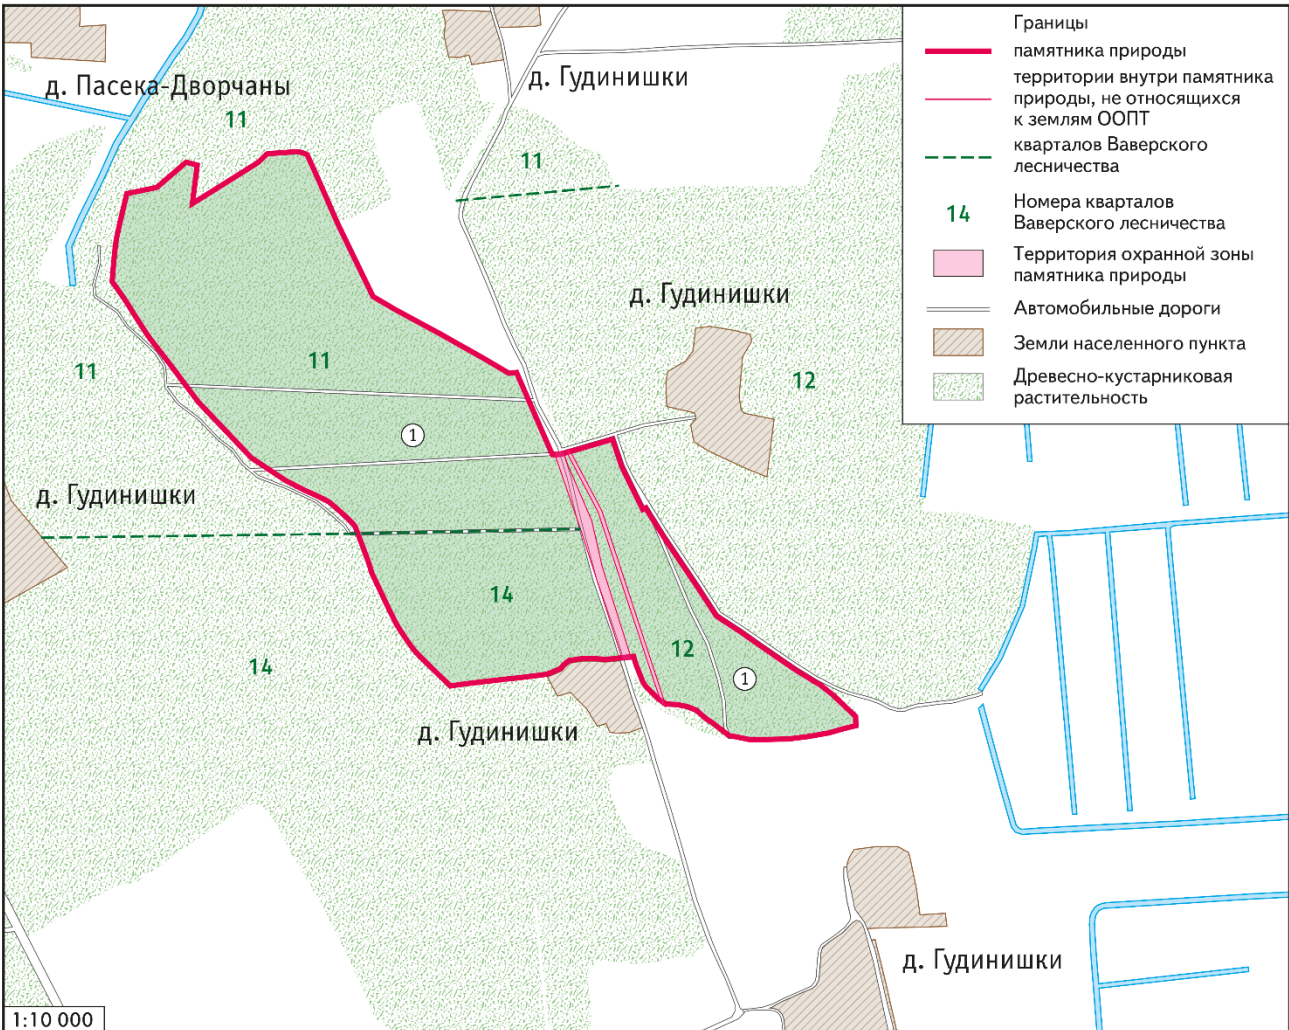 Границы
памятника природы
территории внутри памятника
природы, не относящихся
к землям ООПТ
кварталов Ваверского
лесничества
14
Номера кварталов
Ваверского лесничества
Территория охранной зоны
памятника природы
Автомобильные дороги
Земли населенного пункта
Древесно-кустарниковая
растительность
д. Пасека-Дворчаны
д. Гудинишки
11
11
д. Гудинишки
11
11
12
1
д. Гудинишки
14
12
14
1
д. Гудинишки
д. Гудинишки
1:10 000